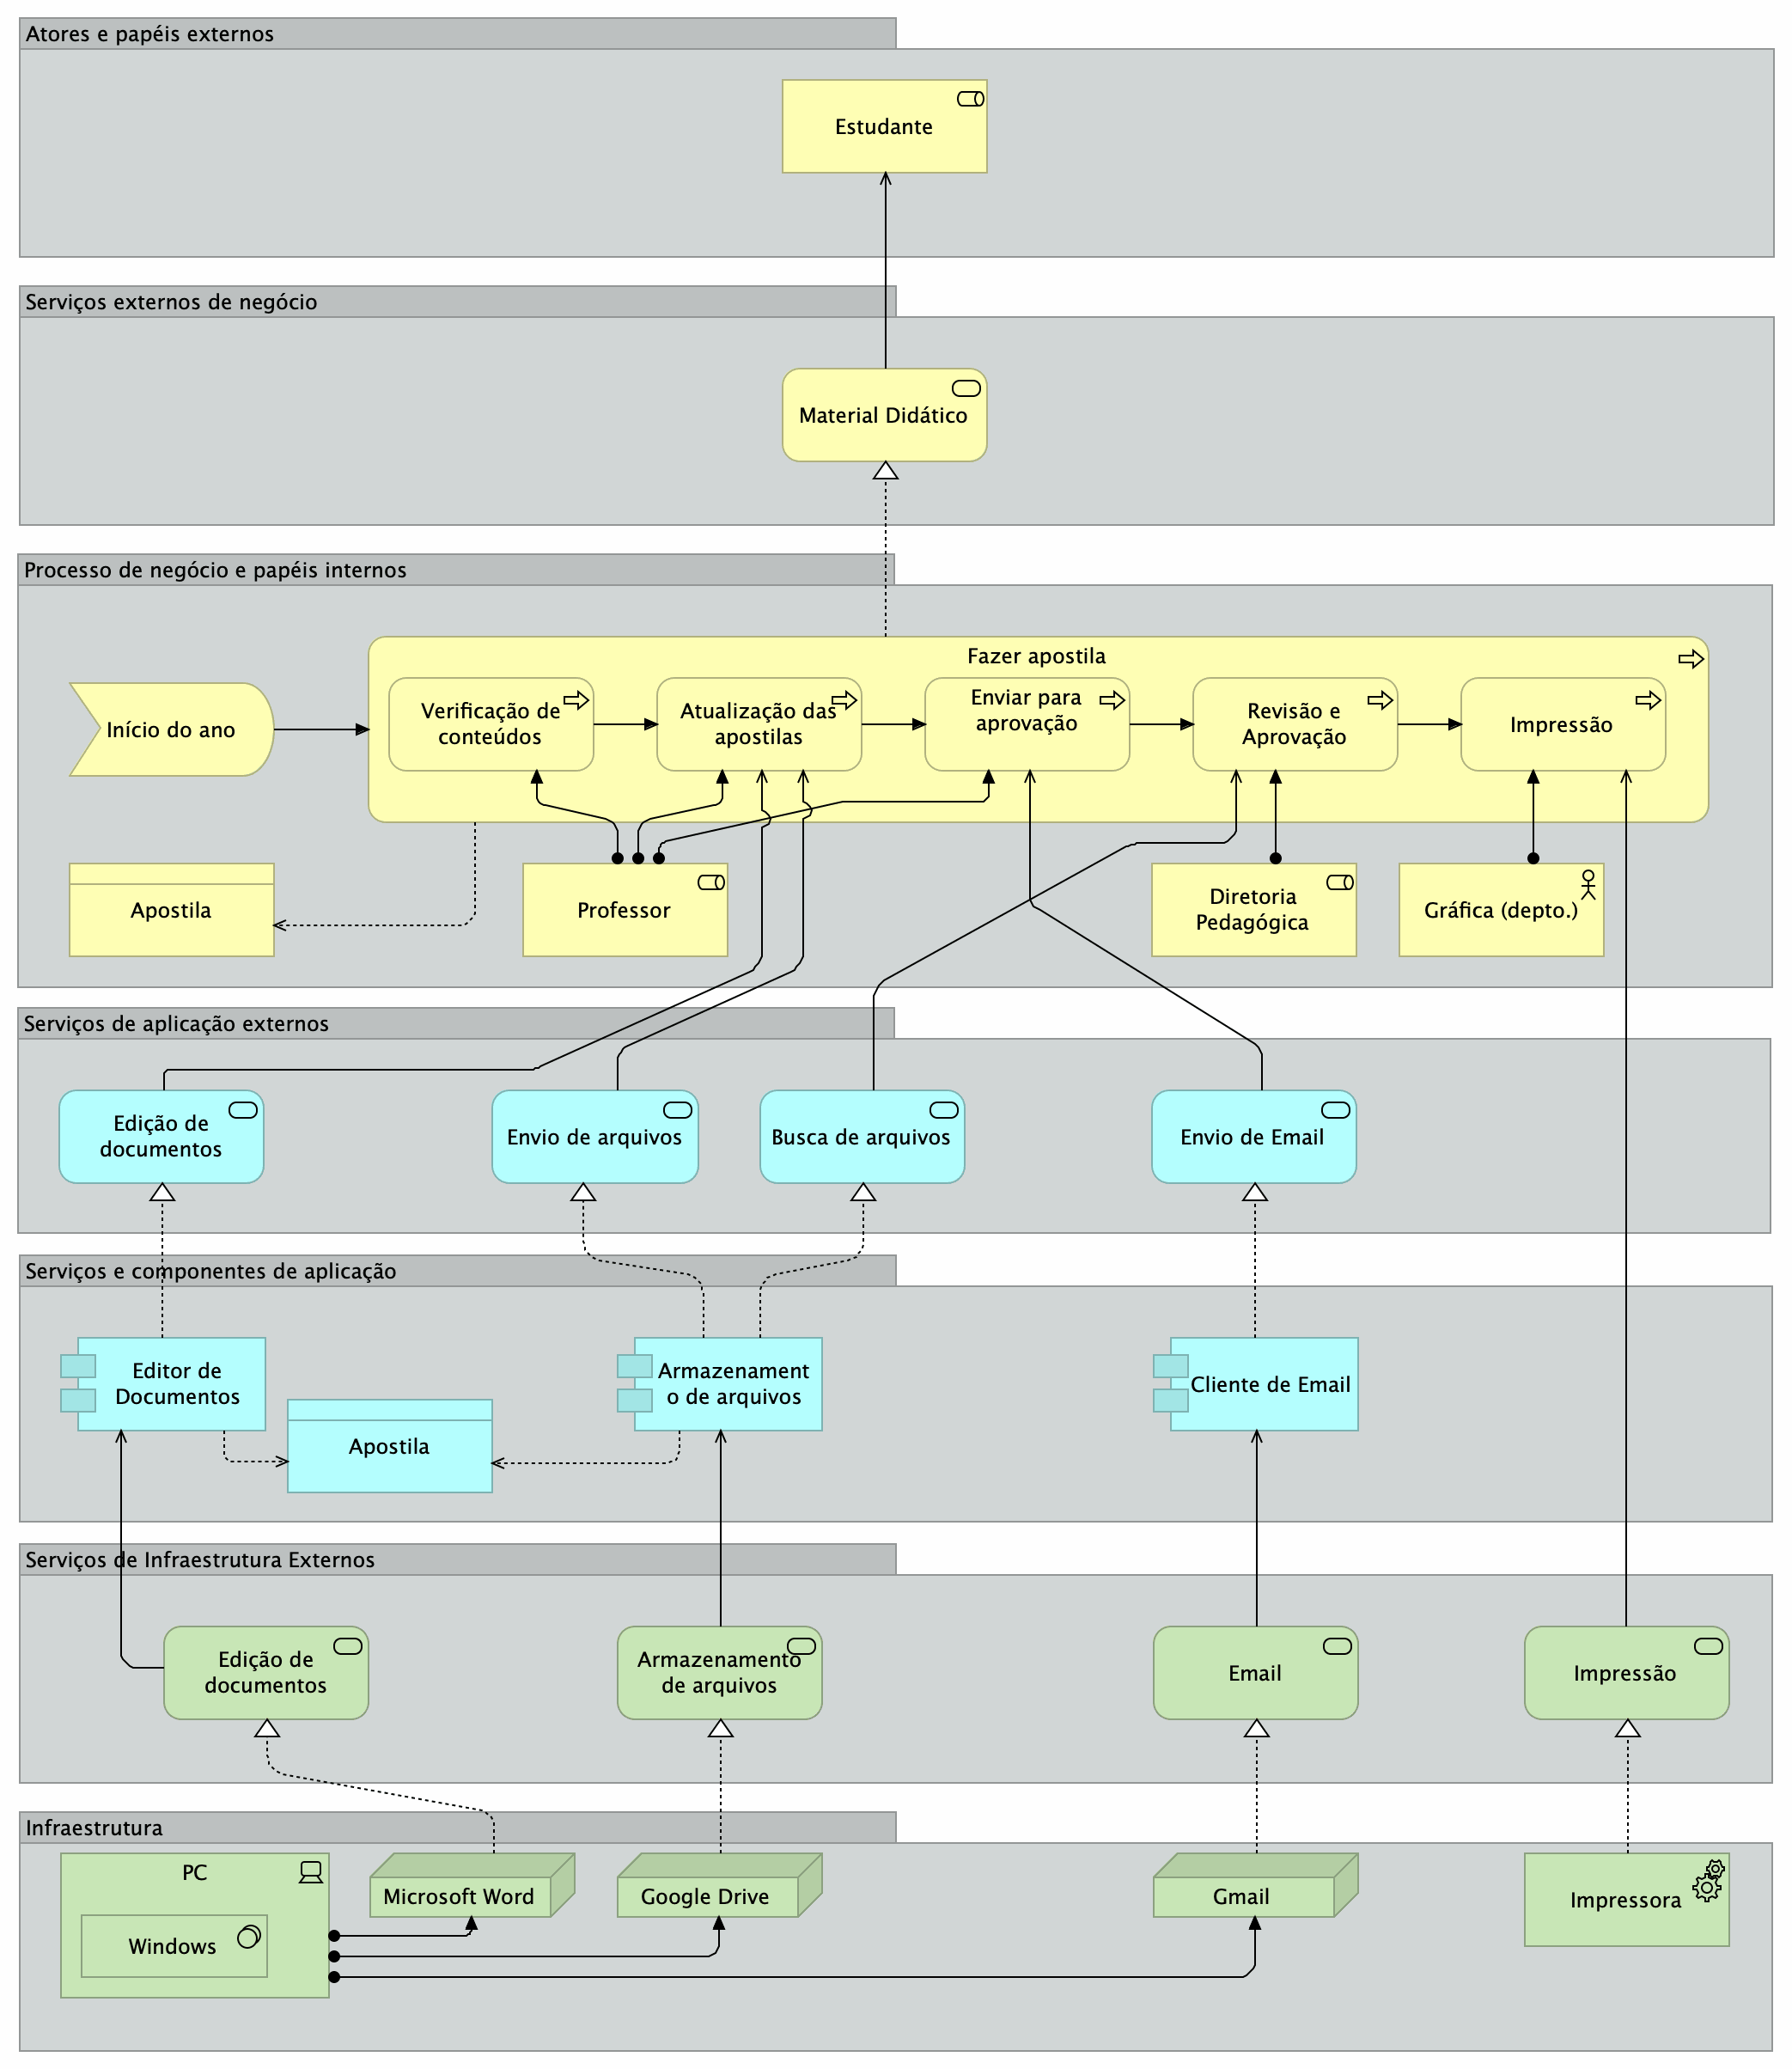 Atores e papéis externos
Estudante
Serviços externos de negócio
Material Didático
Processo de negócio e papéis internos
Fazer apostila
Início do ano
Verificação de
conteúdos
Atualização das
apostilas
Enviar para
aprovação
Revisão e
Aprovação
Impressão
Apostila
Professor
Diretoria
Pedagógica
Gráfica (depto.)
Serviços de aplicação externos
Edição de
documentos
Envio de arquivos
Busca de arquivos
Envio de Email
Serviços e componentes de aplicação
Editor de
Documentos
Apostila
Armazenament
o de arquivos
Cliente de Email
Serviços de Infraestrutura Externos
Edição de
documentos
Armazenamento
de arquivos
Email
Impressão
Infraestrutura
PC
Windows
Microsoft Word
Google Drive
Gmail
Impressora